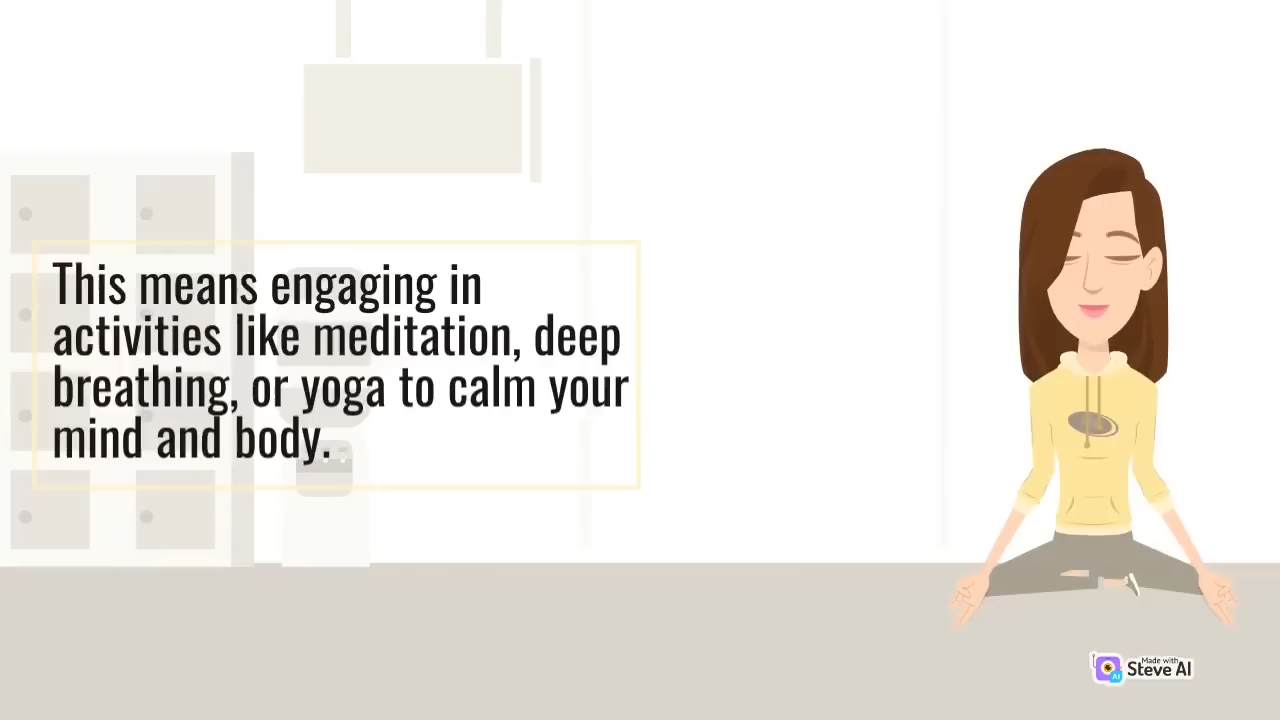 This means engaging in
activities like meditation, deep
breathing, or yoga to calm your
mind and body.
Made with
Steve AI
AI